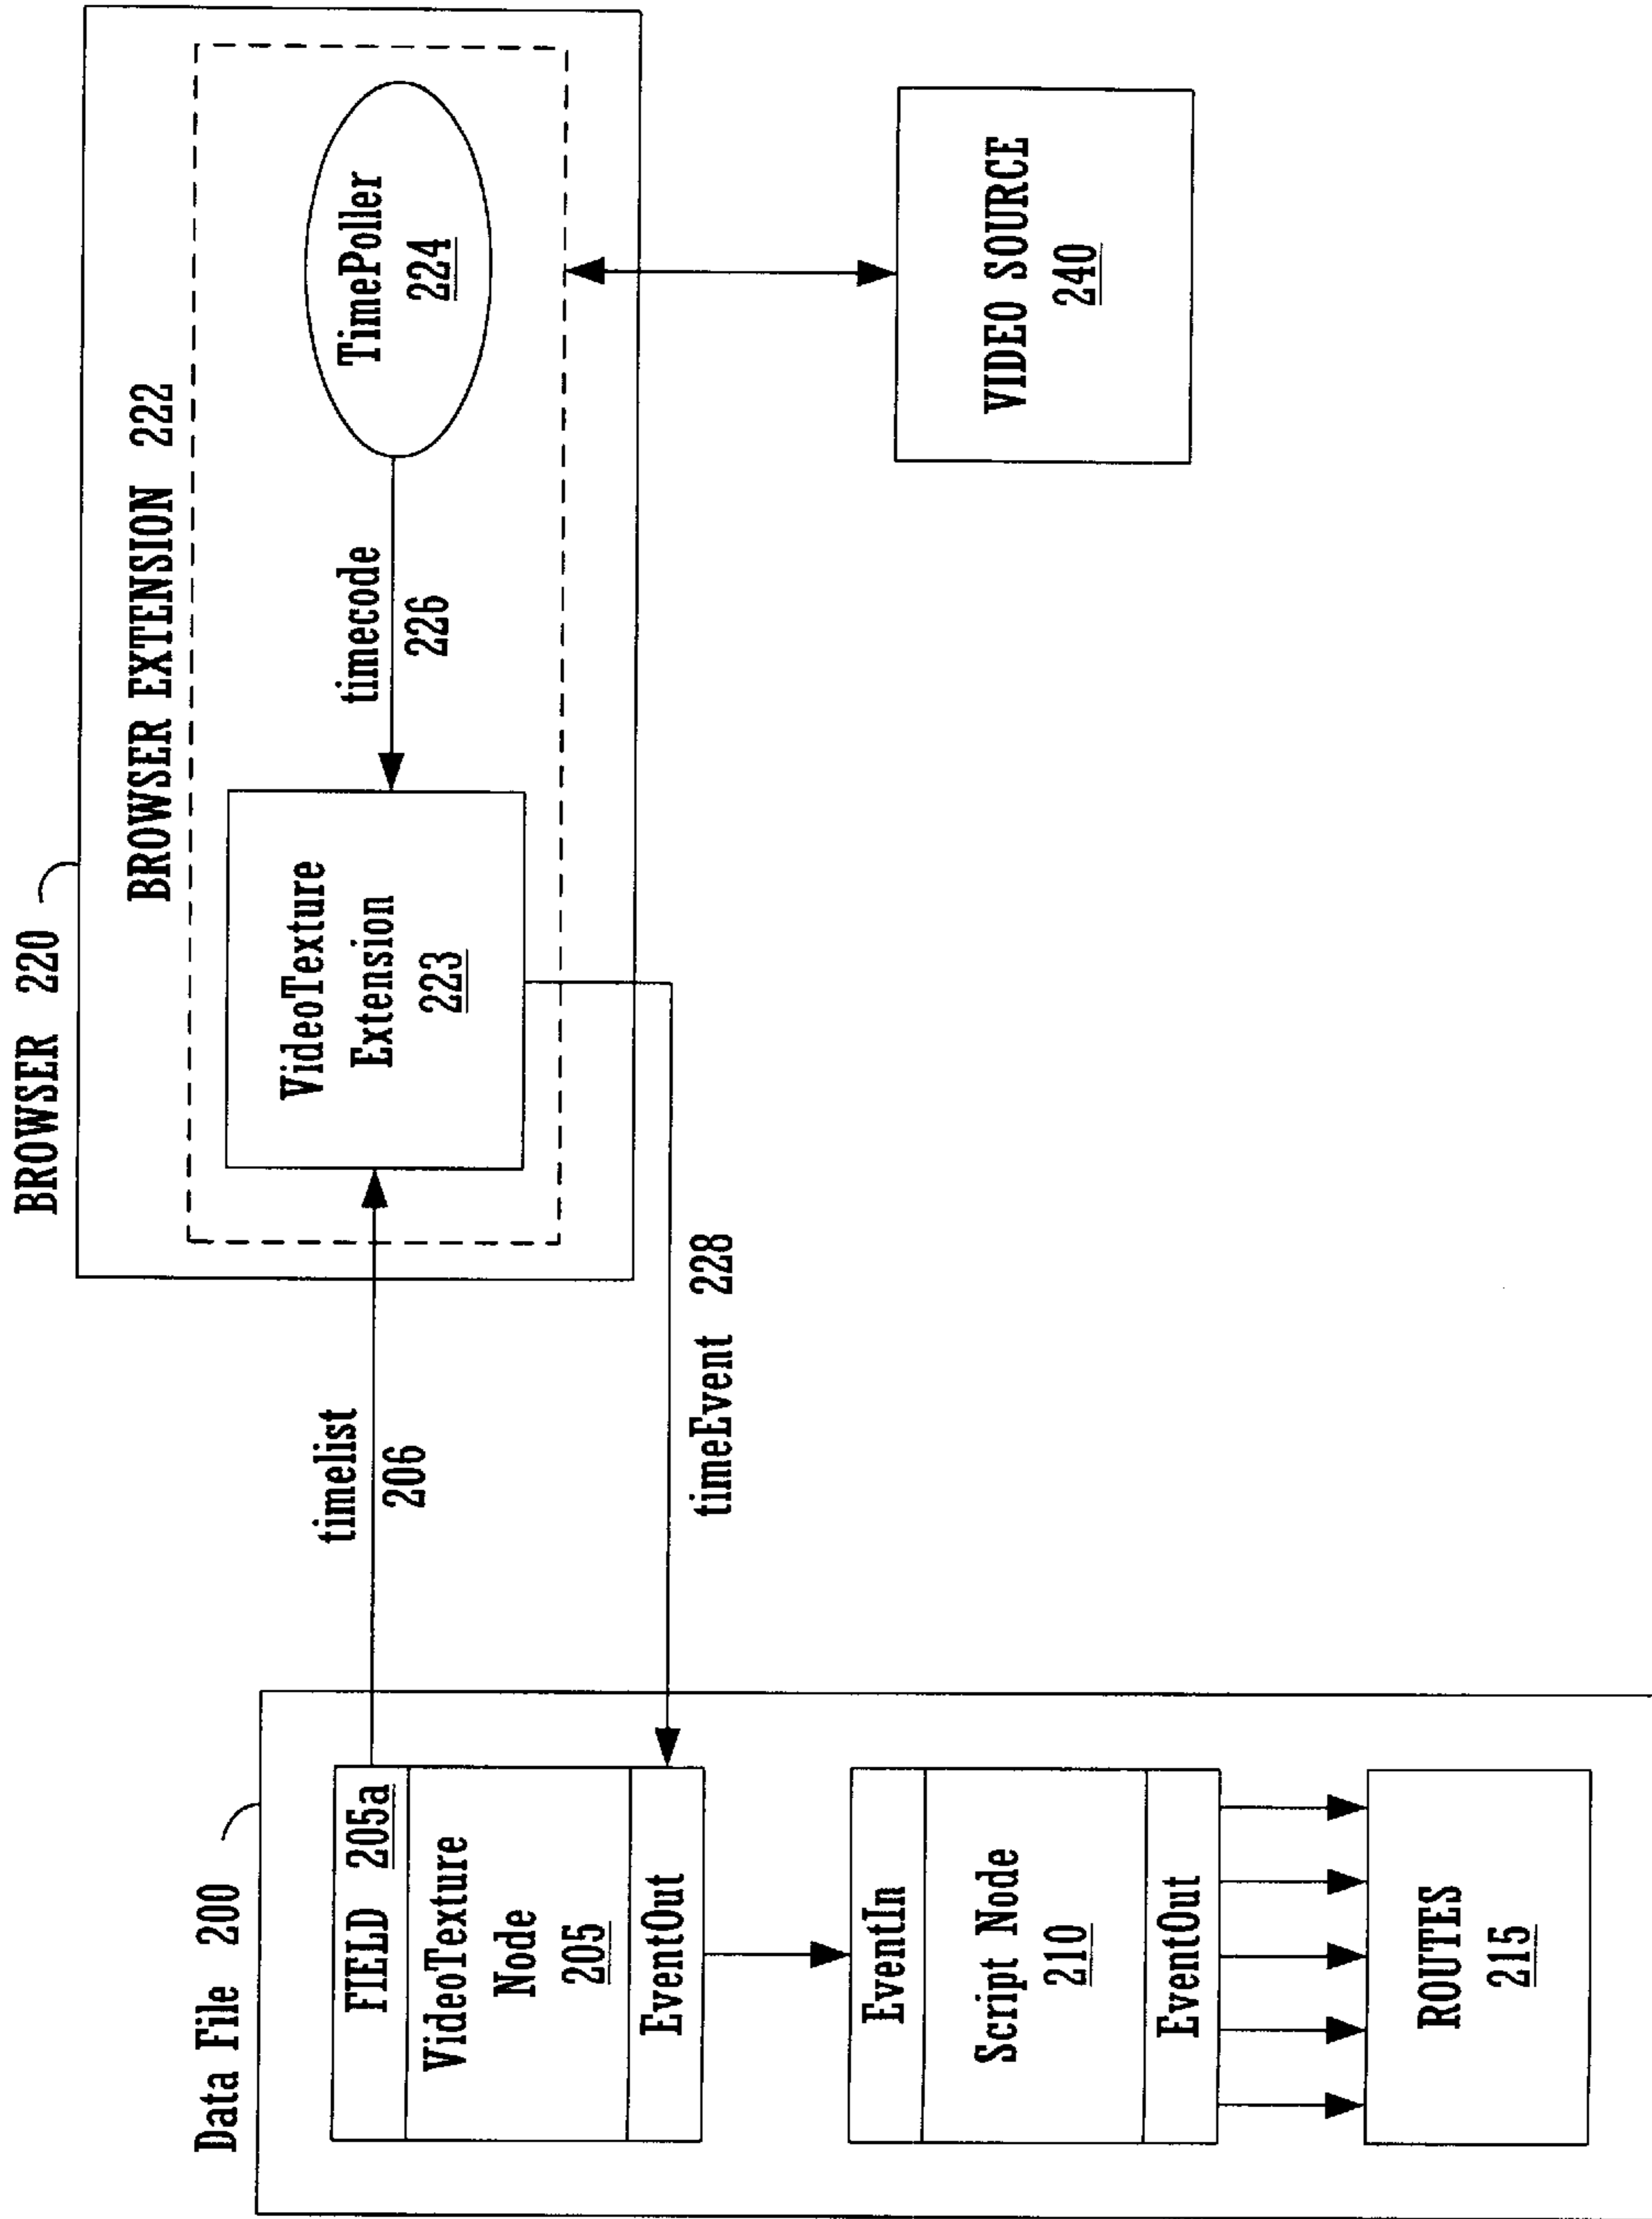 Data File 200
FIELD 205a
VideoTexture
Node
205
EventOut
EventIn
Script Node
210
EventOut
ROUTES
215
timelist
206
timeEvent 228
BROWSER 220
BROWSER EXTENSION 222
VideoTexture
Extension
223
timecode
226
TimePoller
224
VIDEO SOURCE
240